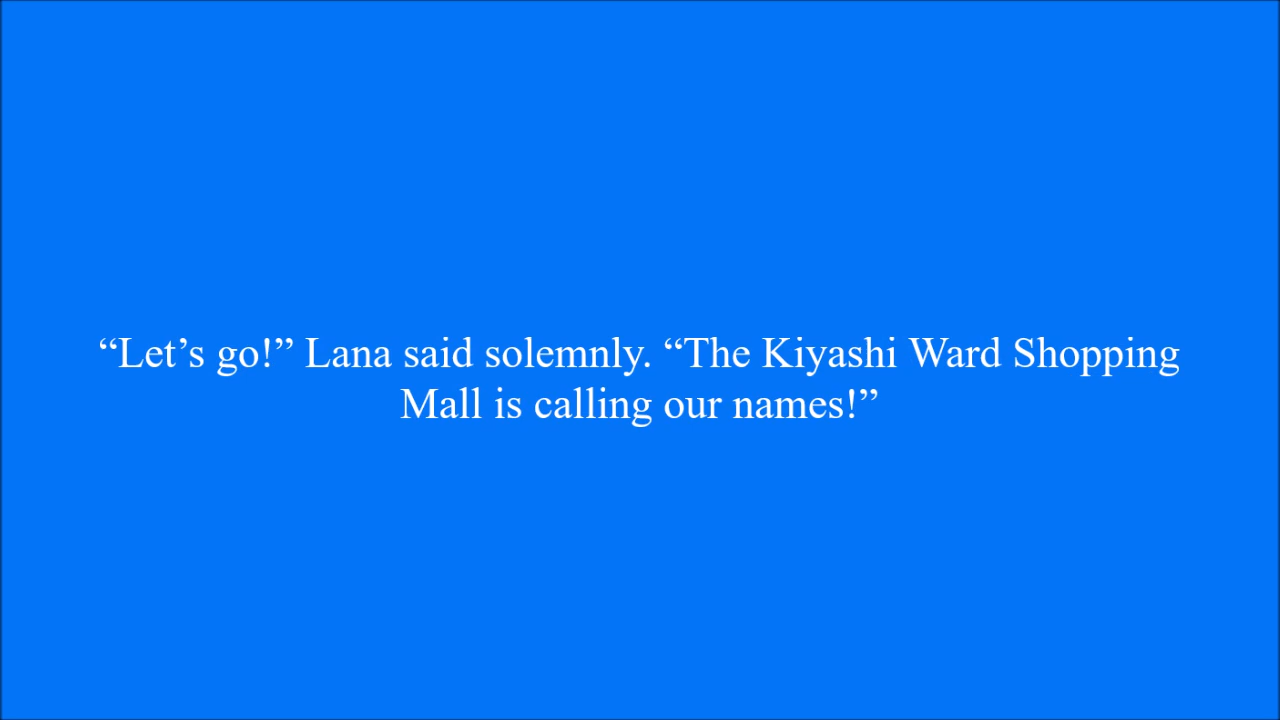 “Let’s go!” Lana said solemnly. “The Kiyashi Ward Shopping
Mall is calling our names!”